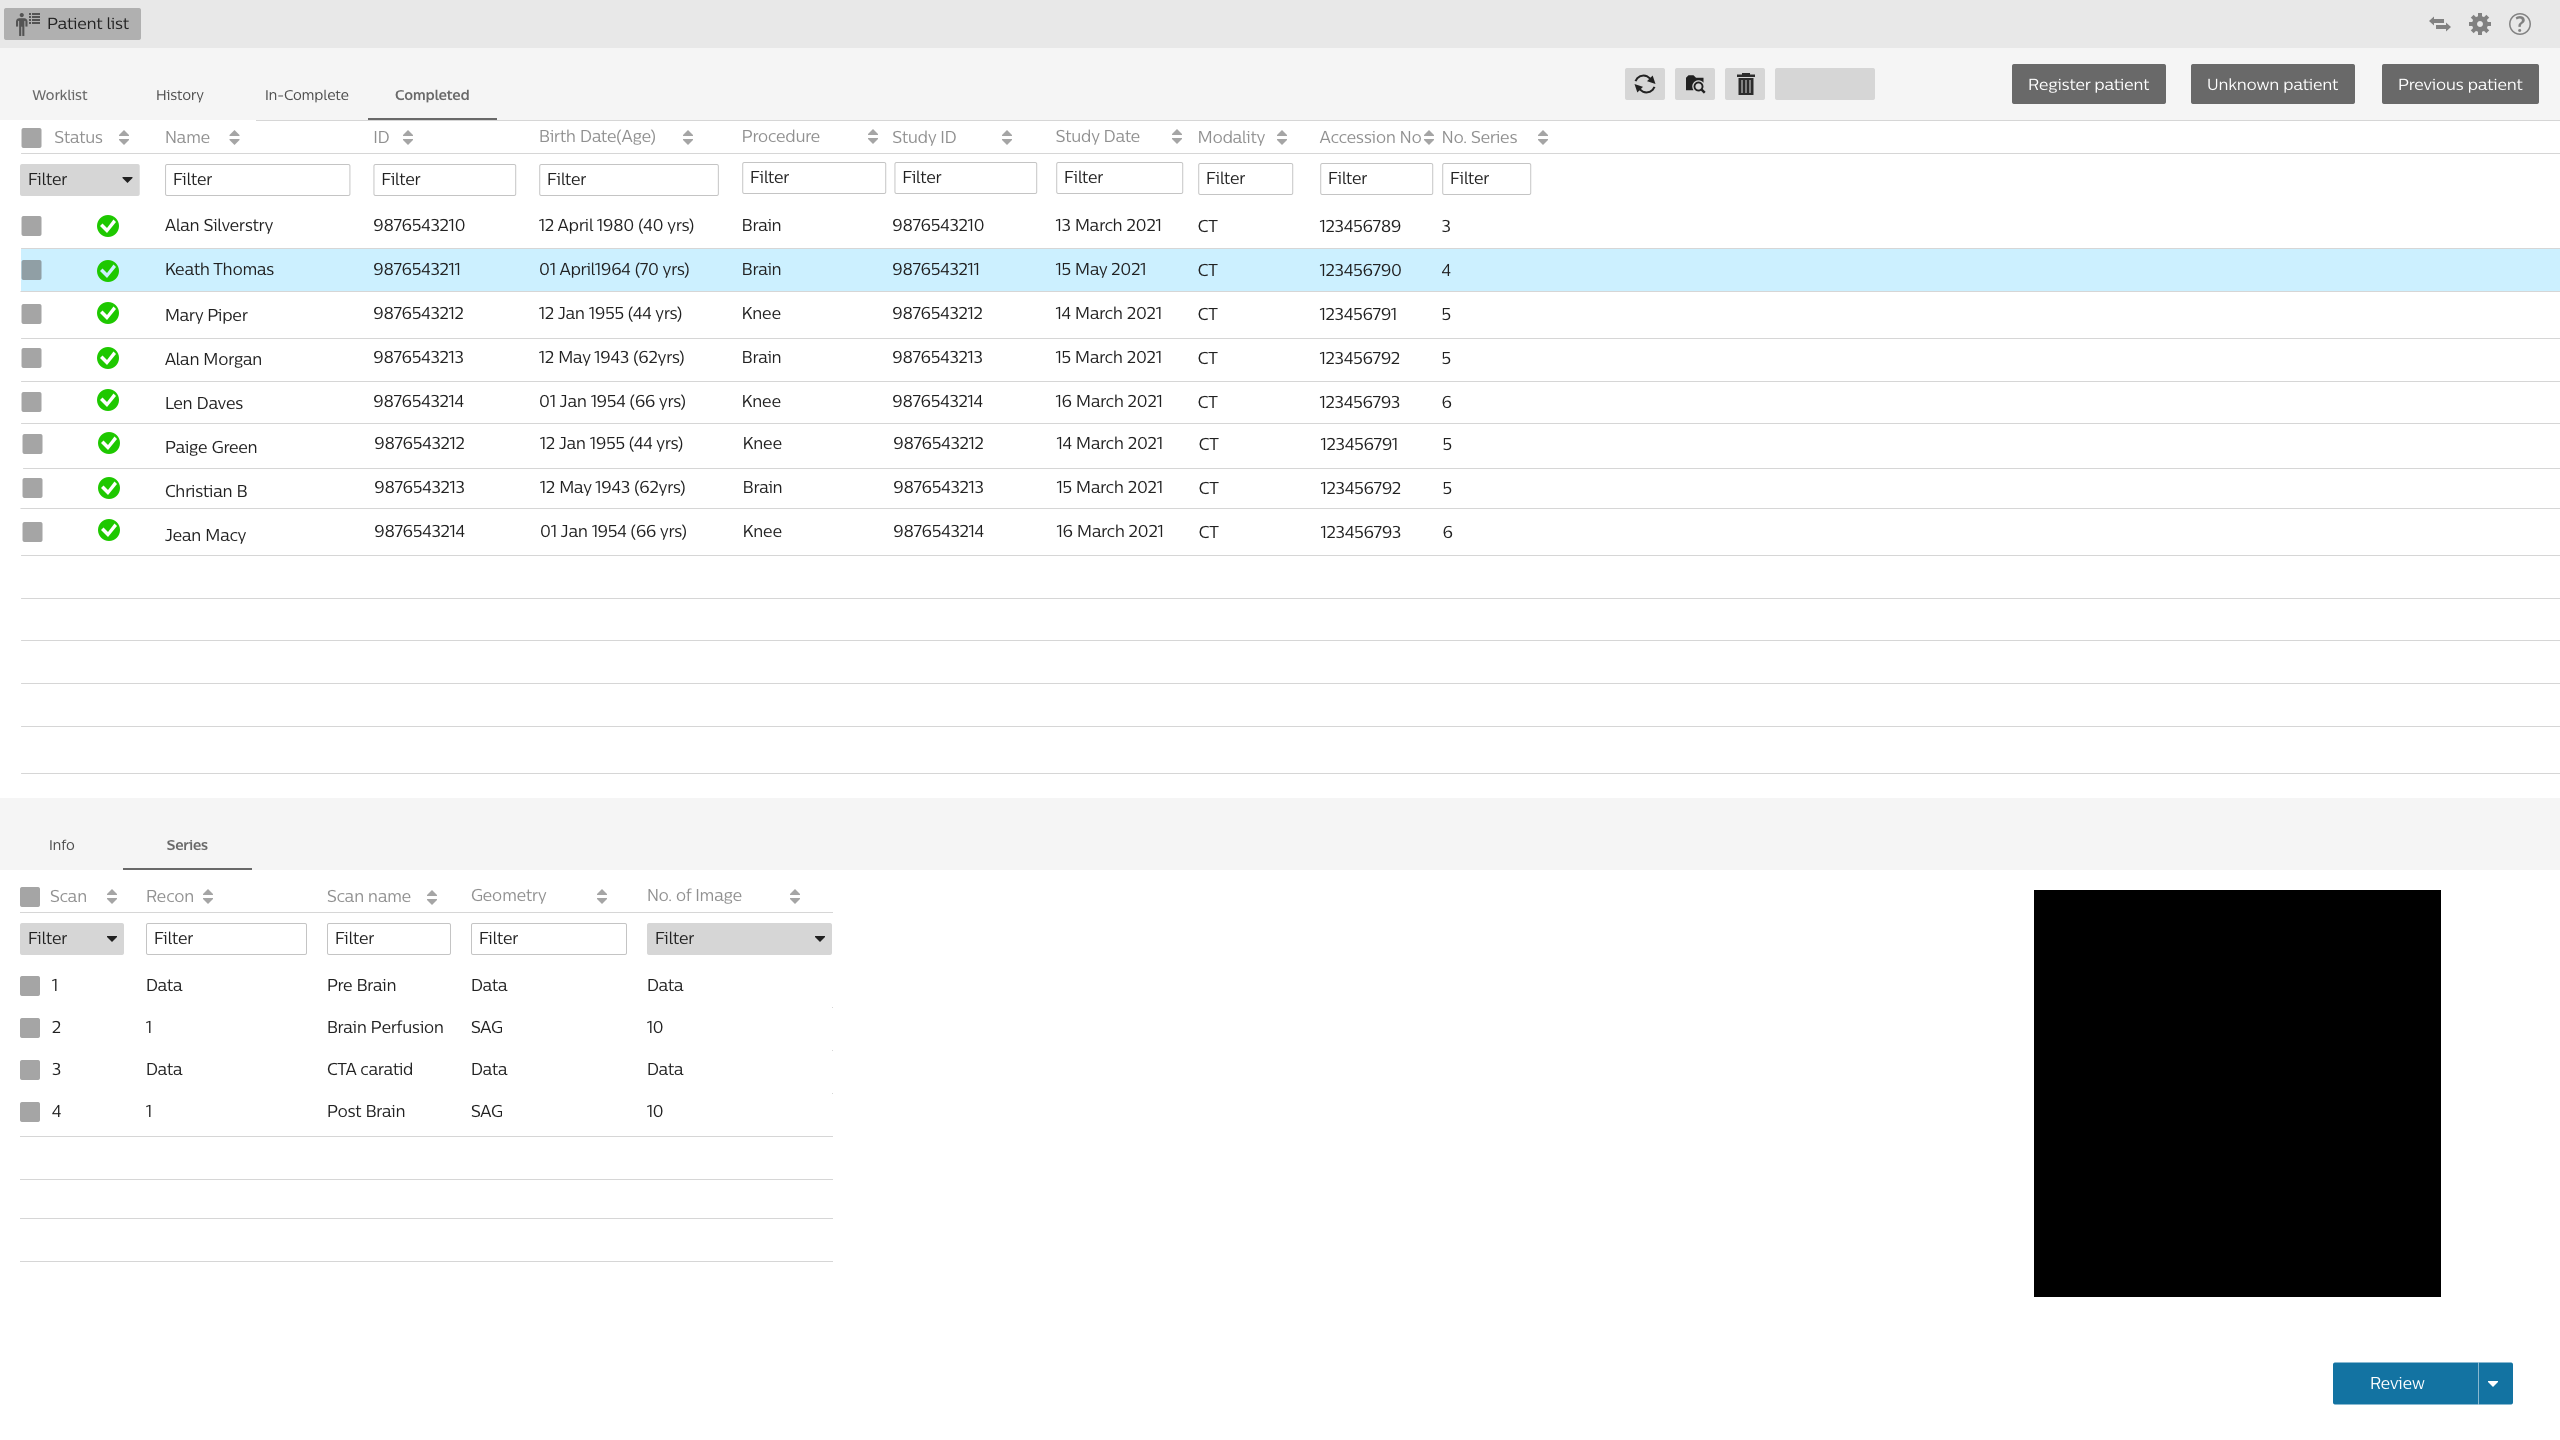 Patient list
Worklist History In-Complete Completed Register patient Unknown patient Previous patient
Status Name ID Birth Date(Age) Procedure Study ID Study Date Modality Accession No No. Series
Filter Filter Filter Filter Filter Filter Filter Filter Filter Filter
Alan Silverstry 9876543210 12 April 1980 (40 yrs) Brain 9876543210 13 March 2021 CT 123456789 3
Keath Thomas 9876543211 01 April1964 (70 yrs) Brain 9876543211 15 May 2021 CT 123456790 4
Mary Piper 9876543212 12 Jan 1955 (44 yrs) Knee 9876543212 14 March 2021 CT 123456791 5
Alan Morgan 9876543213 12 May 1943 (62yrs) Brain 9876543213 15 March 2021 CT 123456792 5
Len Daves 9876543214 01 Jan 1954 (66 yrs) Knee 9876543214 16 March 2021 CT 123456793 6
Paige Green 9876543212 12 Jan 1955 (44 yrs) Knee 9876543212 14 March 2021 CT 123456791 5
Christian B 9876543213 12 May 1943 (62yrs) Brain 9876543213 15 March 2021 CT 123456792 5
Jean Macy 9876543214 01 Jan 1954 (66 yrs) Knee 9876543214 16 March 2021 CT 123456793 6
Info Series
Scan Recon Scan name Geometry No. of Image
Filter Filter Filter Filter Filter
1 Data Pre Brain Data Data
2 1 Brain Perfusion SAG 10
3 Data CTA caratid Data Data
4 1 Post Brain SAG 10
Review